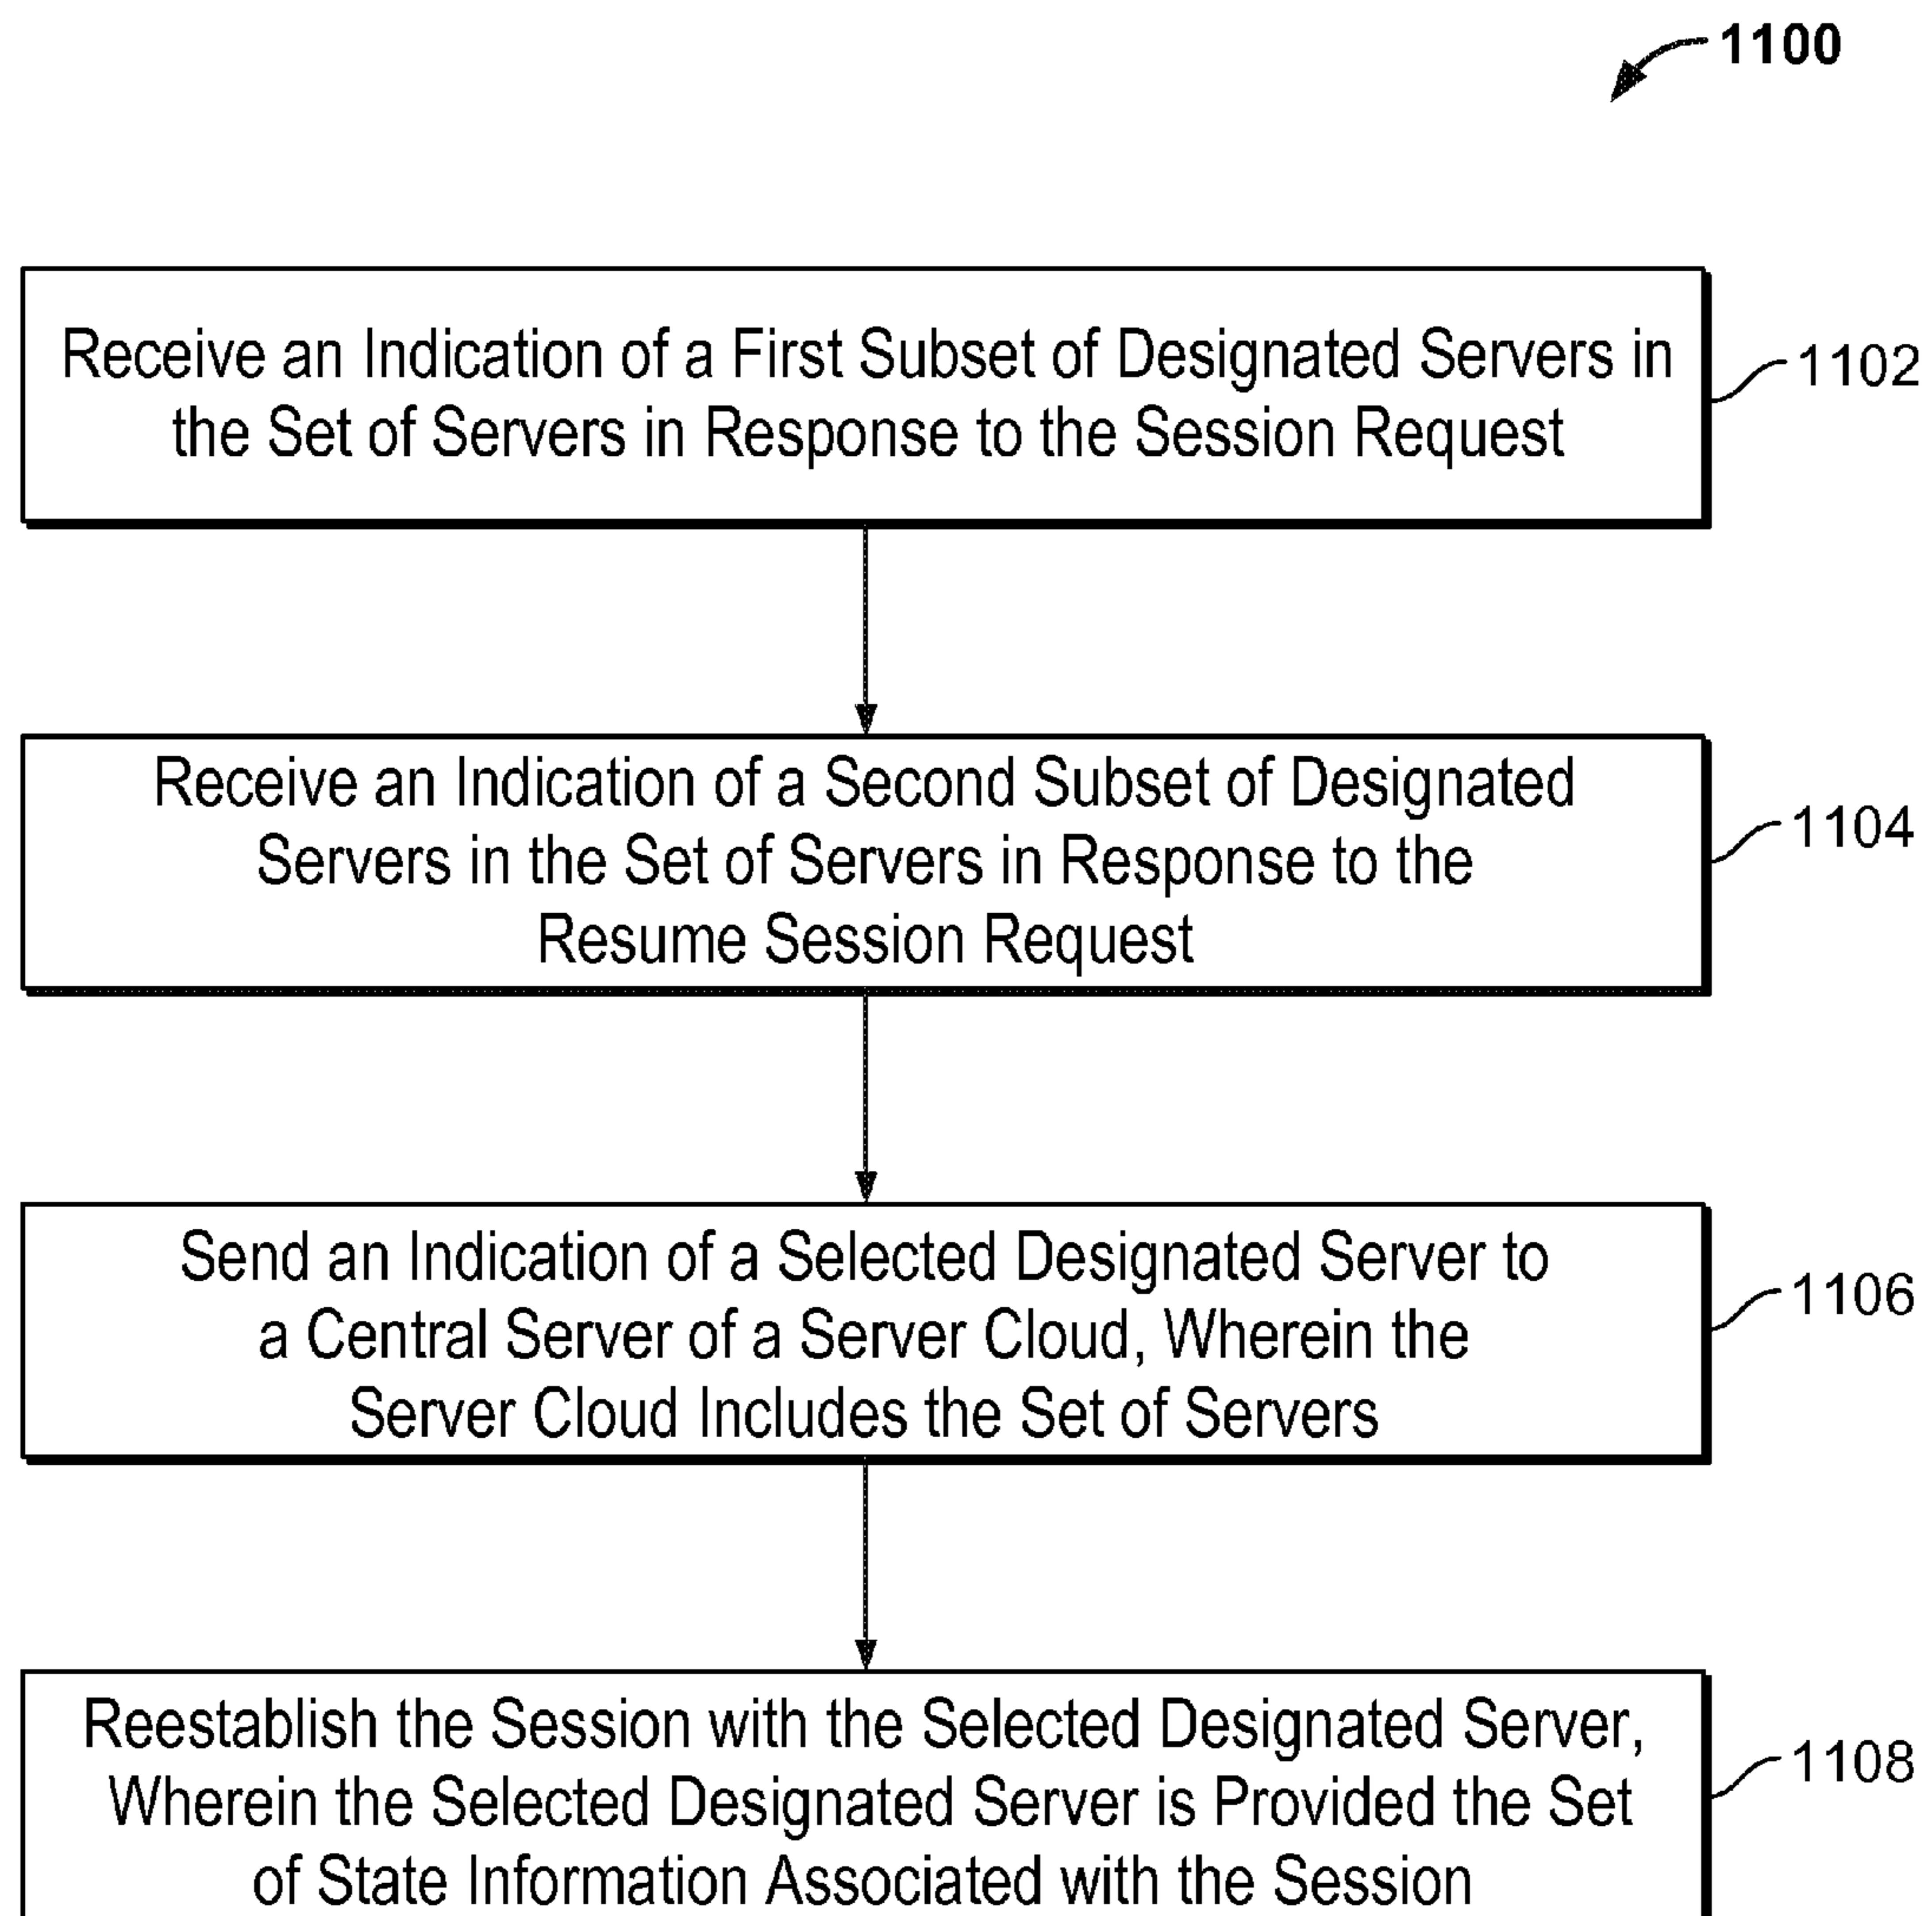 1100
Receive an Indication of a First Subset of Designated Servers in
the Set of Servers in Response to the Session Request
1102
Receive an Indication of a Second Subset of Designated
Servers in the Set of Servers in Response to the
Resume Session Request
1104
Send an Indication of a Selected Designated Server to
a Central Server of a Server Cloud, Wherein the
Server Cloud Includes the Set of Servers
1106
Reestablish the Session with the Selected Designated Server,
Wherein the Selected Designated Server is Provided the Set
of State Information Associated with the Session
1108